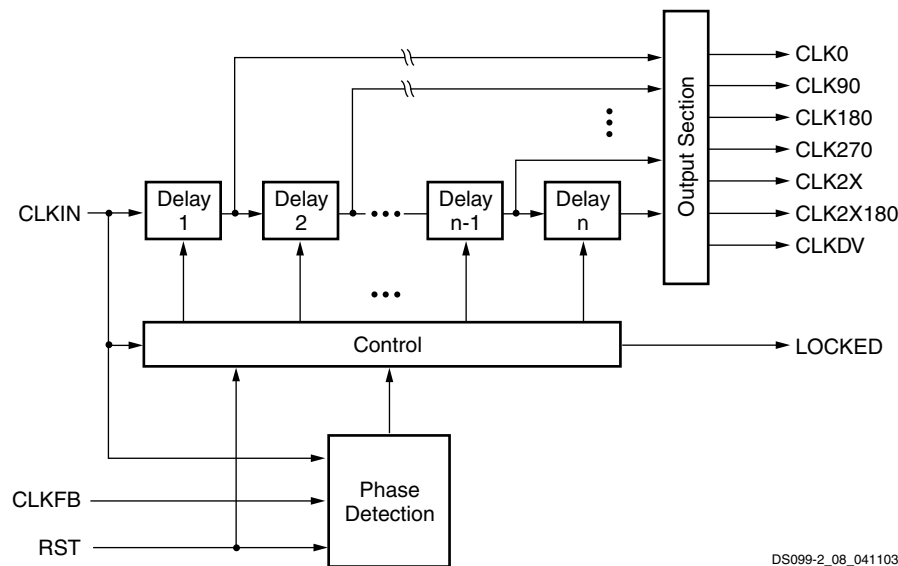 CLK0
CLK90
CLK180
CLK270
CLK2X
CLK2X180
CLKDV
Output Section
CLKIN
Delay
1
Delay
2
Delay
n-1
Delay
n
Control
LOCKED
Phase
Detection
CLKFB
RST
DS099-2_08_041103